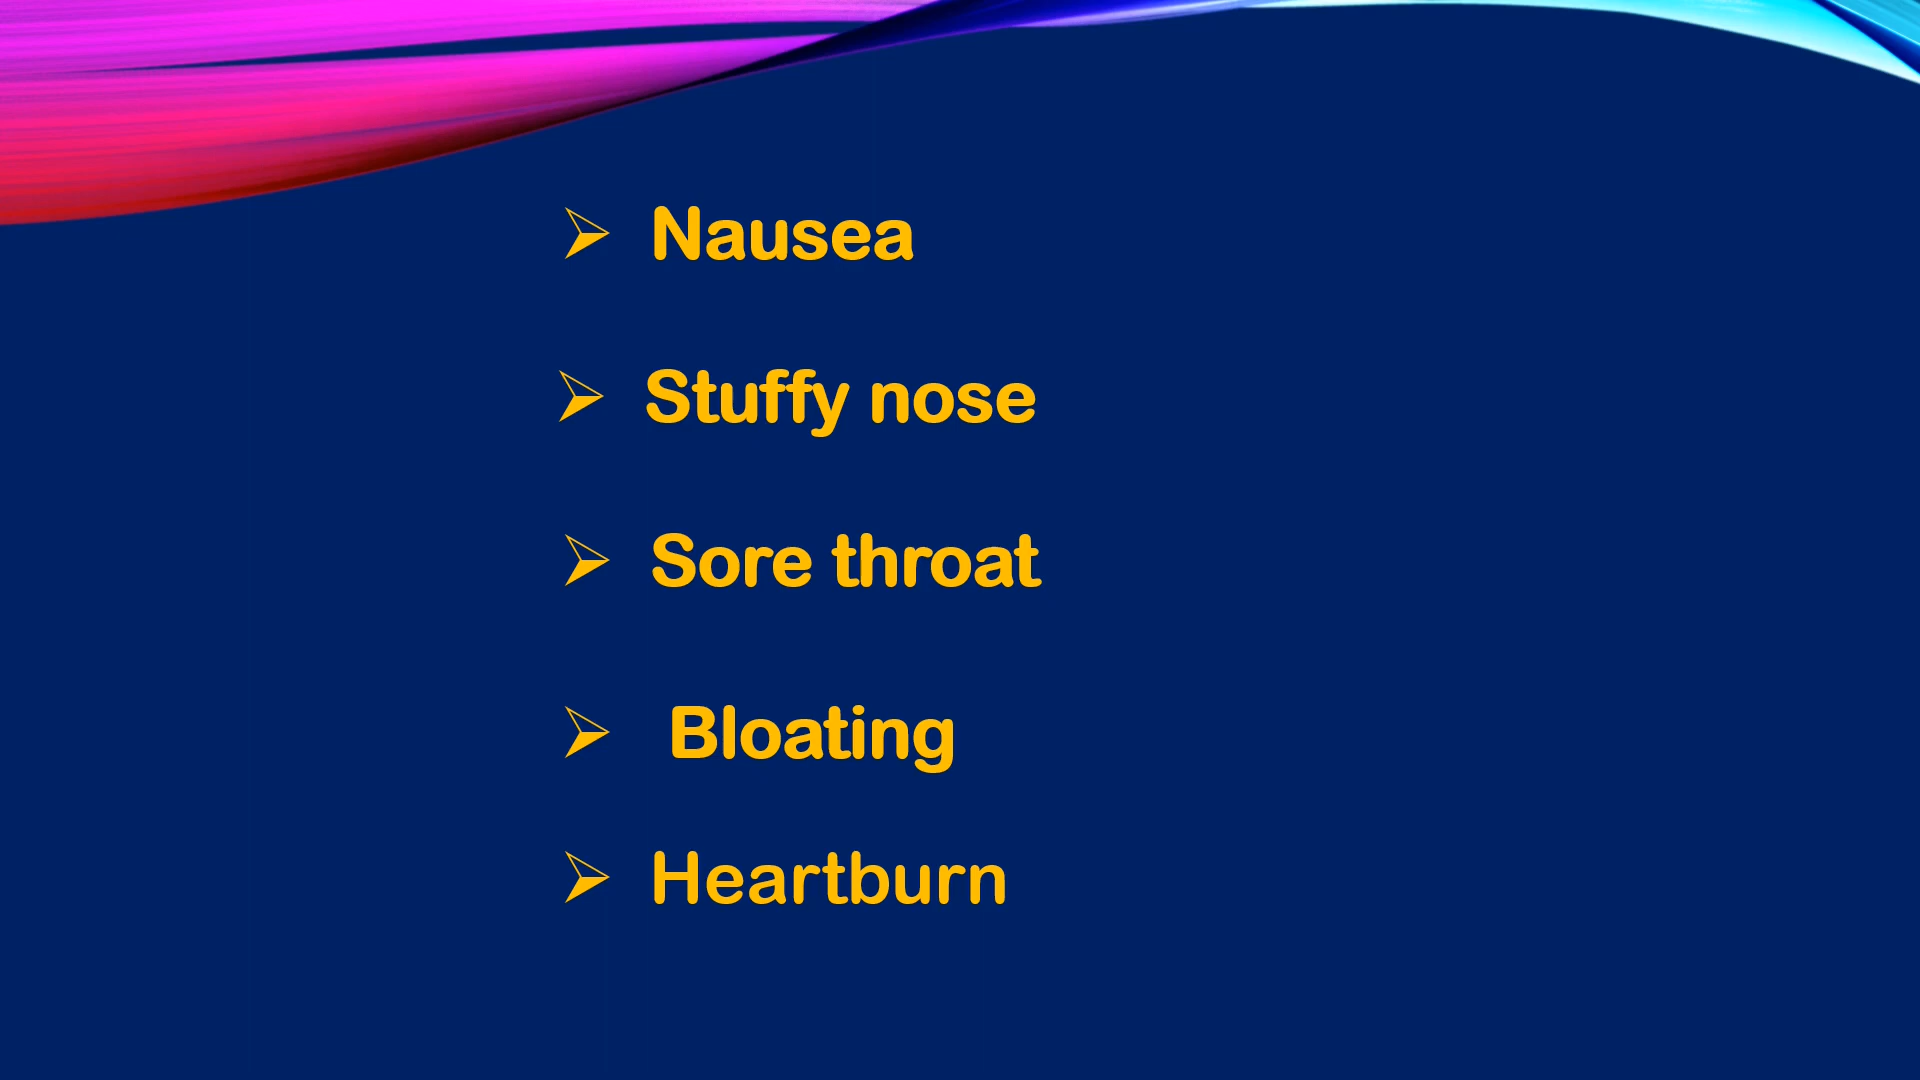 ➢ Nausea
➢ Stuffy nose
➢ Sore throat
➢ Bloating
➢ Heartburn